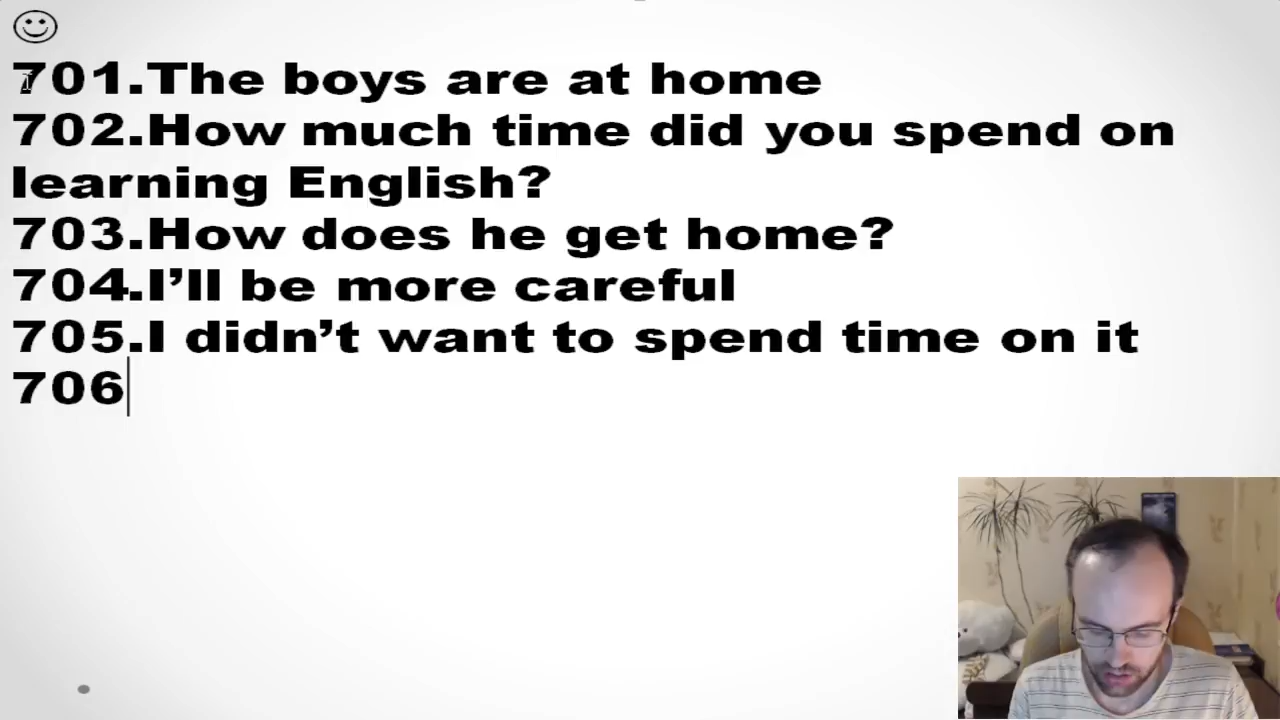 701.The boys are at home
702.How much time did you spend on
learning English?
703.How does he get home?
704.I’ll be more careful
705.I didn’t want to spend time on it
706